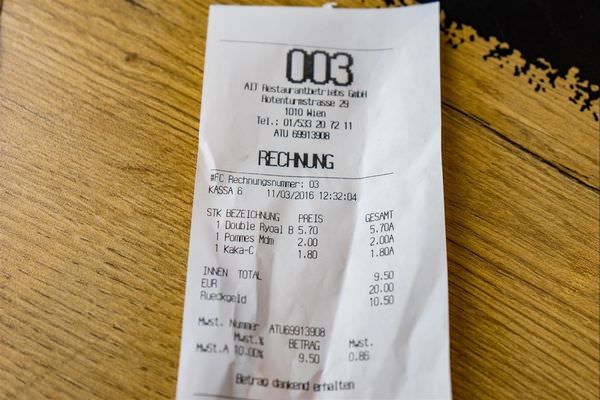 003
AIT Restaurantbetriebs GmbH
Rotenturmstrasse 29
1010 Wien
Tel.: 01/533 20 72 11
ATU 69913908
RECHNUNG
#FC Rechnungsnummer: 03
KASSA 6 11/03/2016 12:32:04
STK BEZEICHNUNG PREIS GESAMT
1 Double Ryoal B 5.70 5.70A
1 Pommes Mdm 2.00 2.00A
1 Kaka-C 1.80 1.80A
INNEN TOTAL 9.50
EUR 20.00
Rueckgeld 10.50
Mwst. Nummer ATU69913908
Mwst.% BETRAG Mwst.
MwSt.A 10.00% 9.50 0.86
Betrag dankend erhalten